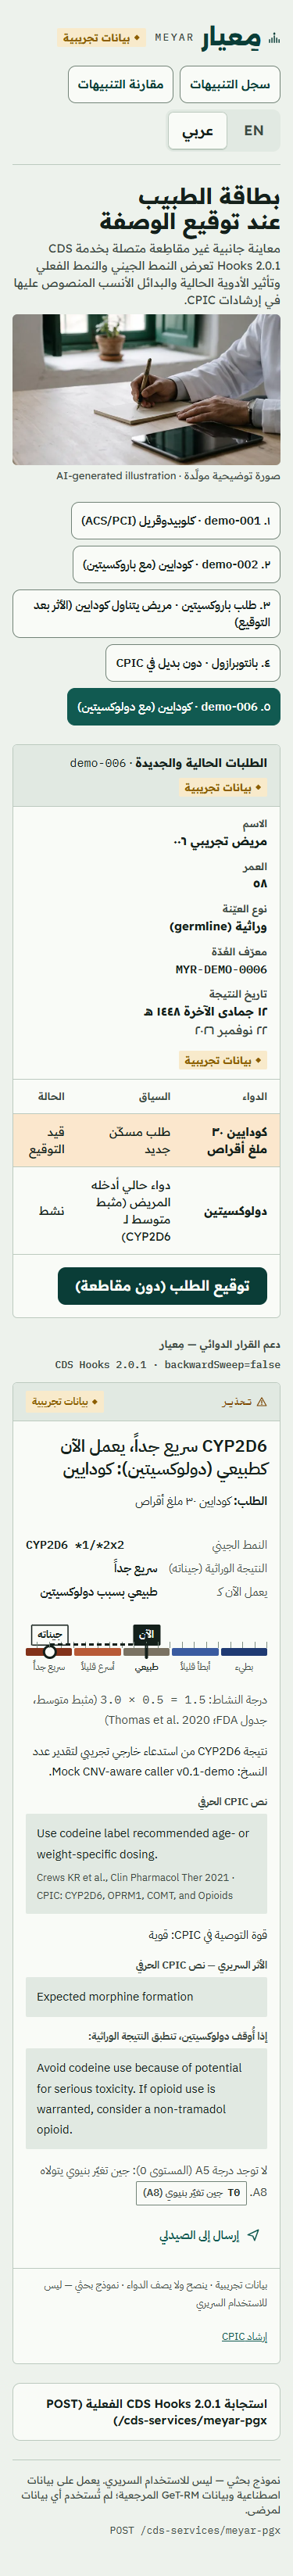 معيار MEYAR ◆ بيانات تجريبية
سجل التنبيهات
مقارنة التنبيهات
EN
عربي
بطاقة الطبيب
عند توقيع الوصفة
معاينة جانبية غير مقاطِعة متصلة بخدمة CDS
Hooks 2.0.1 تعرض النمط الجيني والنمط الفعلي
وتأثير الأدوية الحالية والبدائل الأنسب المنصوص عليها
في إرشادات CPIC.
صورة توضيحية مولَّدة · AI-generated illustration
١. demo-001 · كلوبيدوقريل (ACS/PCI)
٢. demo-002 · كودايين (مع باروكسيتين)
٣. طلب باروكسيتين · مريض يتناول كودايين (الأثر بعد
التوقيع)
٤. بانتوبرازول · دون بديل في CPIC
٥. demo-006 · كودايين (مع دولوكسيتين)
الطلبات الحالية والجديدة · demo-006
◆ بيانات تجريبية
الاسم
مريض تجريبي ٠٠٦
العمر
٥٨
نوع العيّنة
وراثية (germline)
معرّف العُدّة
MYR-DEMO-0006
تاريخ النتيجة
١٢ جمادى الآخرة ١٤٤٨ هـ
٢٢ نوفمبر ٢٠٢٦
◆ بيانات تجريبية
الدواء السياق الحالة
كودايين ٣٠ طلب مسكّن قيد
ملغ أقراص جديد التوقيع
دواء حالي أدخله
المريض (مثبط
دولوكسيتين متوسط لـ نشط
CYP2D6)
توقيع الطلب (دون مقاطعة)
دعم القرار الدوائي — معيار
CDS Hooks 2.0.1 · backwardSweep=false
⚠ تحذير ◆ بيانات تجريبية
CYP2D6 سريع جداً، يعمل الآن
كطبيعي (دولوكسيتين): كودايين
الطلب: كودايين ٣٠ ملغ أقراص
النمط الجيني CYP2D6 *1/*2x2
النتيجة الوراثية (جيناته) سريع جداً
يعمل الآن كـ طبيعي بسبب دولوكسيتين
الآن جيناته
بطيء أبطأ قليلاً طبيعي أسرع قليلاً سريع جداً
درجة النشاط: 3.0 × 0.5 = 1.5 (مثبط متوسط،
جدول FDA؛ Thomas et al. 2020)
نتيجة CYP2D6 من استدعاء خارجي تجريبي لتقدير عدد
النسخ: Mock CNV-aware caller v0.1-demo.
نص CPIC الحرفي
Use codeine label recommended age- or
weight-specific dosing.
Crews KR et al., Clin Pharmacol Ther 2021 ·
CPIC: CYP2D6, OPRM1, COMT, and Opioids
قوة التوصية في CPIC: قوية
الأثر السريري — نص CPIC الحرفي
Expected morphine formation
إذا أُوقف دولوكسيتين، تنطبق النتيجة الوراثية:
Avoid codeine use because of potential
for serious toxicity. If opioid use is
warranted, consider a non-tramadol
opioid.
لا توجد درجة A5 (المستوى 0): جين تغيّر بنيوي يتولاه
A8. T0 جين تغيّر بنيوي (A8)
إرسال إلى الصيدلي
بيانات تجريبية · ينصح ولا يصف الدواء · نموذج بحثي — ليس
للاستخدام السريري
إرشاد CPIC
استجابة CDS Hooks 2.0.1 الفعلية (POST
/cds-services/meyar-pgx)
نموذج بحثي — ليس للاستخدام السريري. يعمل على بيانات
اصطناعية وبيانات GeT-RM المرجعية؛ لم تُستخدم أي بيانات
لمرضى.
POST /cds-services/meyar-pgx